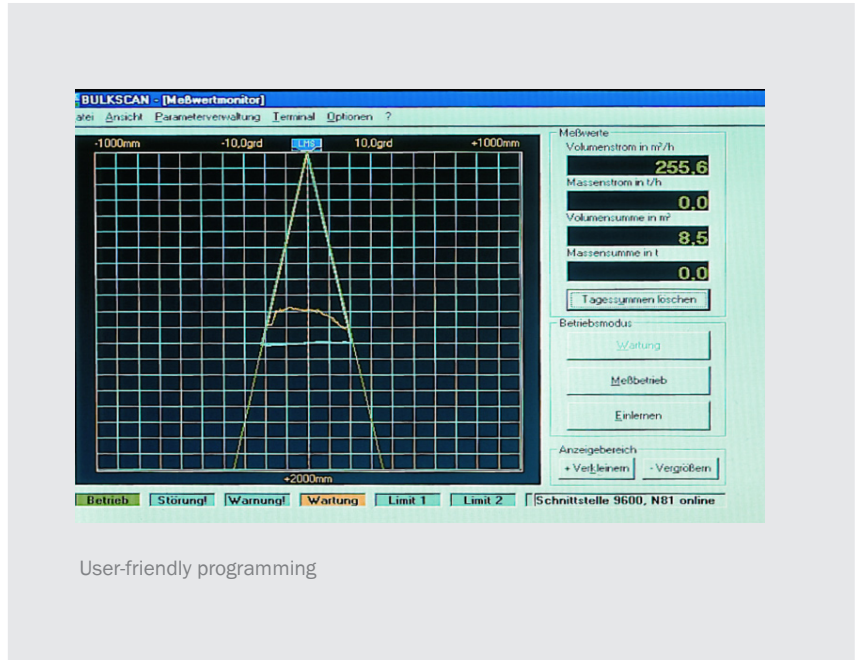 BULKSCAN - [Meßwertmonitor]
atei Ansicht Parameterverwaltung Terminal Optionen ?
-1000mm -10,0grd LMS 10,0grd +1000mm
+2000mm
Meßwerte
Volumenstrom in m³/h
255,6
Massenstrom in t/h
0,0
Volumensumme in m³
8,5
Massensumme in t
0,0
Tagessummen löschen
Betriebsmodus
Wartung
Meßbetrieb
Einlernen
Anzeigebereich
+ Verkleinern - Vergrößern
Betrieb Störung! Warnung! Wartung Limit 1 Limit 2 Schnittstelle 9600, N81 online
User-friendly programming